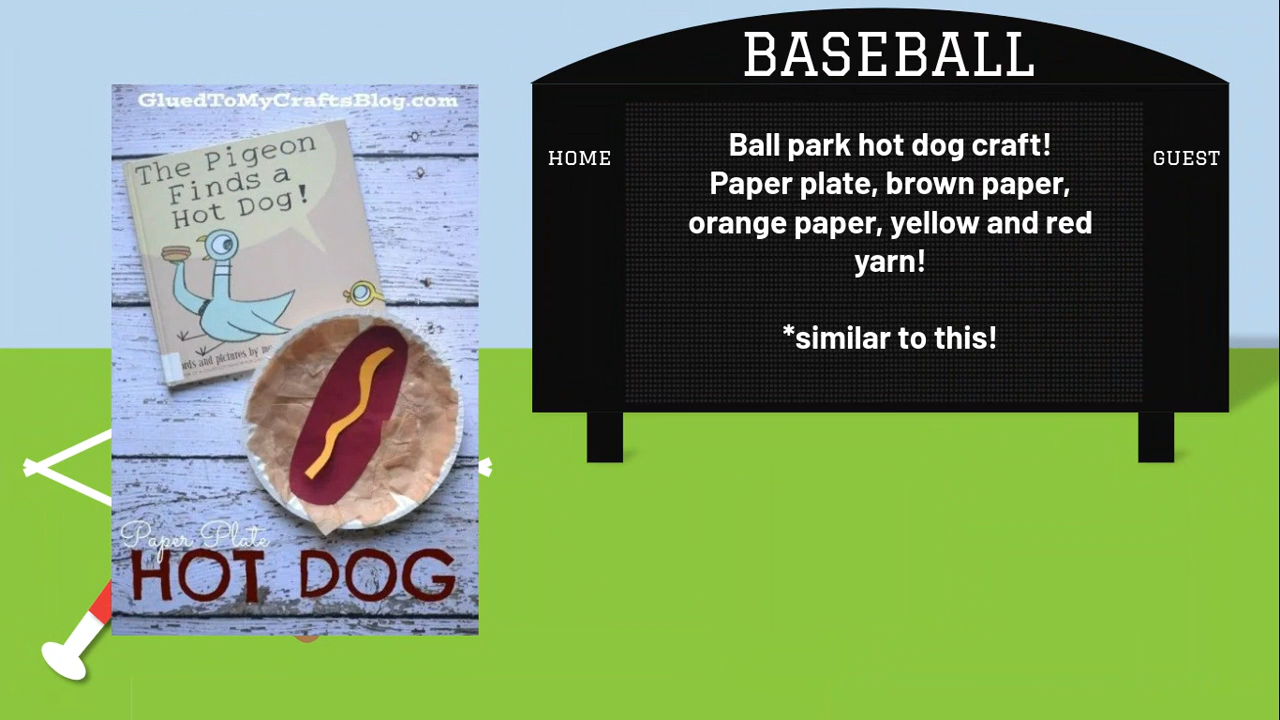 GluedToMyCraftsBlog.com
The Pigeon
Finds a
Hot Dog!
Paper Plate
HOT DOG
BASEBALL
HOME
GUEST
Ball park hot dog craft!
Paper plate, brown paper,
orange paper, yellow and red
yarn!
*similar to this!